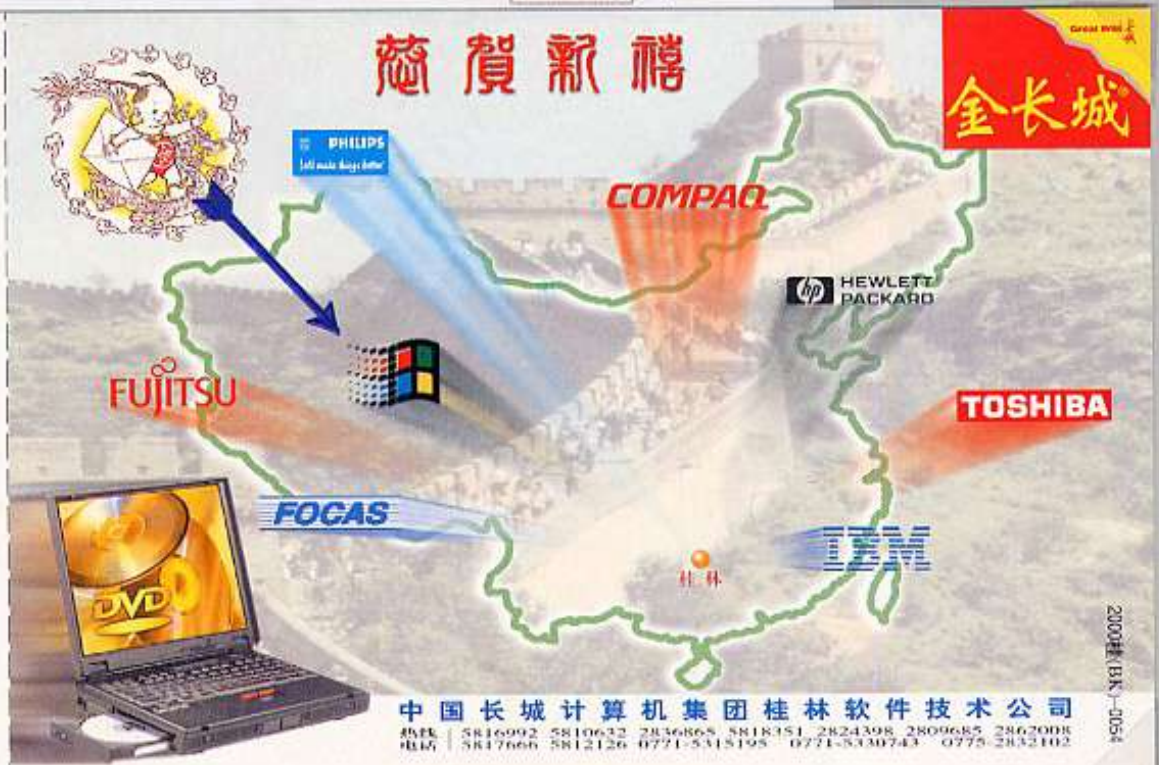 恭賀新禧
Great Wall 长城
金长城®
PHILIPS
Let's make things better
COMPAQ
hp HEWLETT PACKARD
FUJITSU
TOSHIBA
FOCAS
IBM
桂林
DVD
中国长城计算机集团桂林软件技术公司
热线 5816992 5810632 2836865 5818351 2824398 2809685 2862008
电话 5817666 5812126 0771-5315195 0771-5330743 0775-2832102
2000桂(BK)-0054